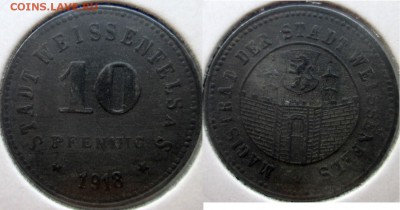 COINS.LAVE.RU
STADT WEISSENFELS A.S.
10
PFENNIG
1918
MAGISTRAT DER STADT WEISSENFELS